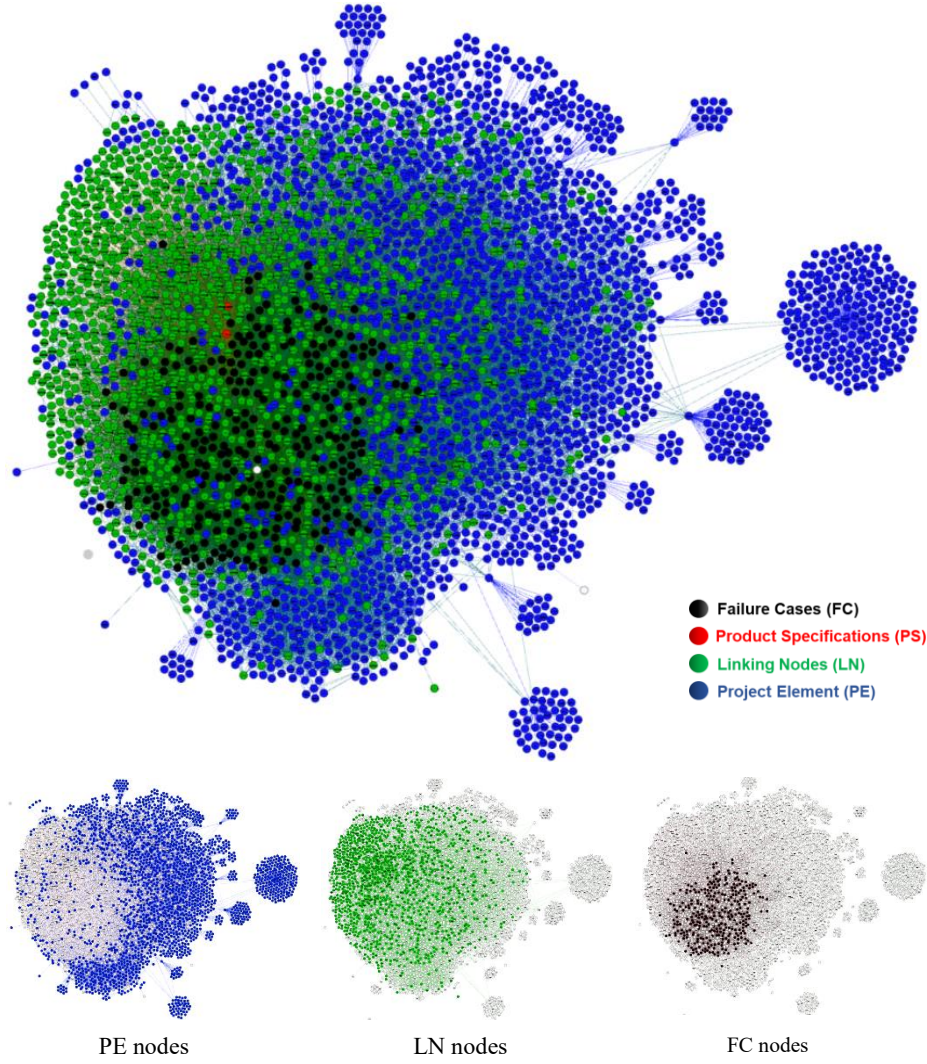 Failure Cases (FC)
Product Specifications (PS)
Linking Nodes (LN)
Project Element (PE)
PE nodes
LN nodes
FC nodes